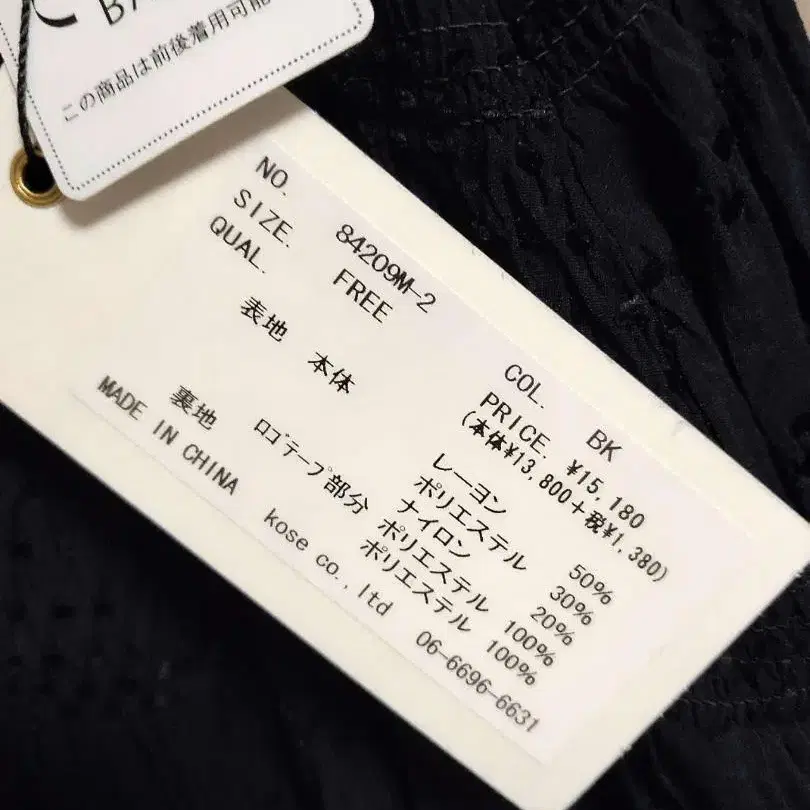 この商品は前後着用可能
NO. 84209M-2 COL. BK
SIZE. FREE PRICE. ¥15,180
QUAL. (本体¥13,800+税¥1,380)
表地 本体 レーヨン 50%
ポリエステル 30%
ナイロン 20%
ロゴテープ部分 ポリエステル 100%
裏地 ポリエステル 100%
MADE IN CHINA kose co.,ltd 06-6696-6631